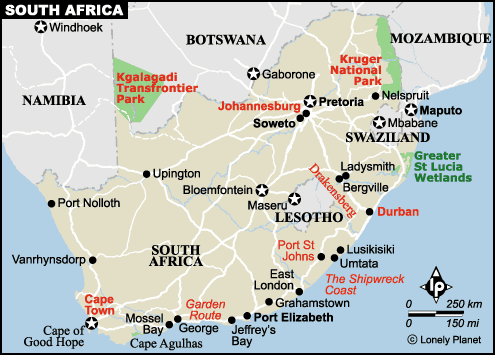 SOUTH AFRICA
Windhoek
BOTSWANA
MOZAMBIQUE
Kruger
National
Park
Kgalagadi
Transfrontier
Park
Gaborone
NAMIBIA
Johannesburg
Pretoria
Nelspruit
Soweto
Maputo
Mbabane
SWAZILAND
Greater
St Lucia
Wetlands
Upington
Ladysmith
Bloemfontein
Bergville
Drakensberg
Port Nolloth
Maseru
LESOTHO
Durban
SOUTH
AFRICA
Vanrhynsdorp
Port St
Johns
Lusikisiki
Umtata
East
London
The Shipwreck
Coast
Cape
Town
Garden
Route
Grahamstown
Mossel
Bay
George
Port Elizabeth
Jeffrey's
Bay
Cape of
Good Hope
Cape Agulhas
lp
0 250 km
0 150 mi
© Lonely Planet